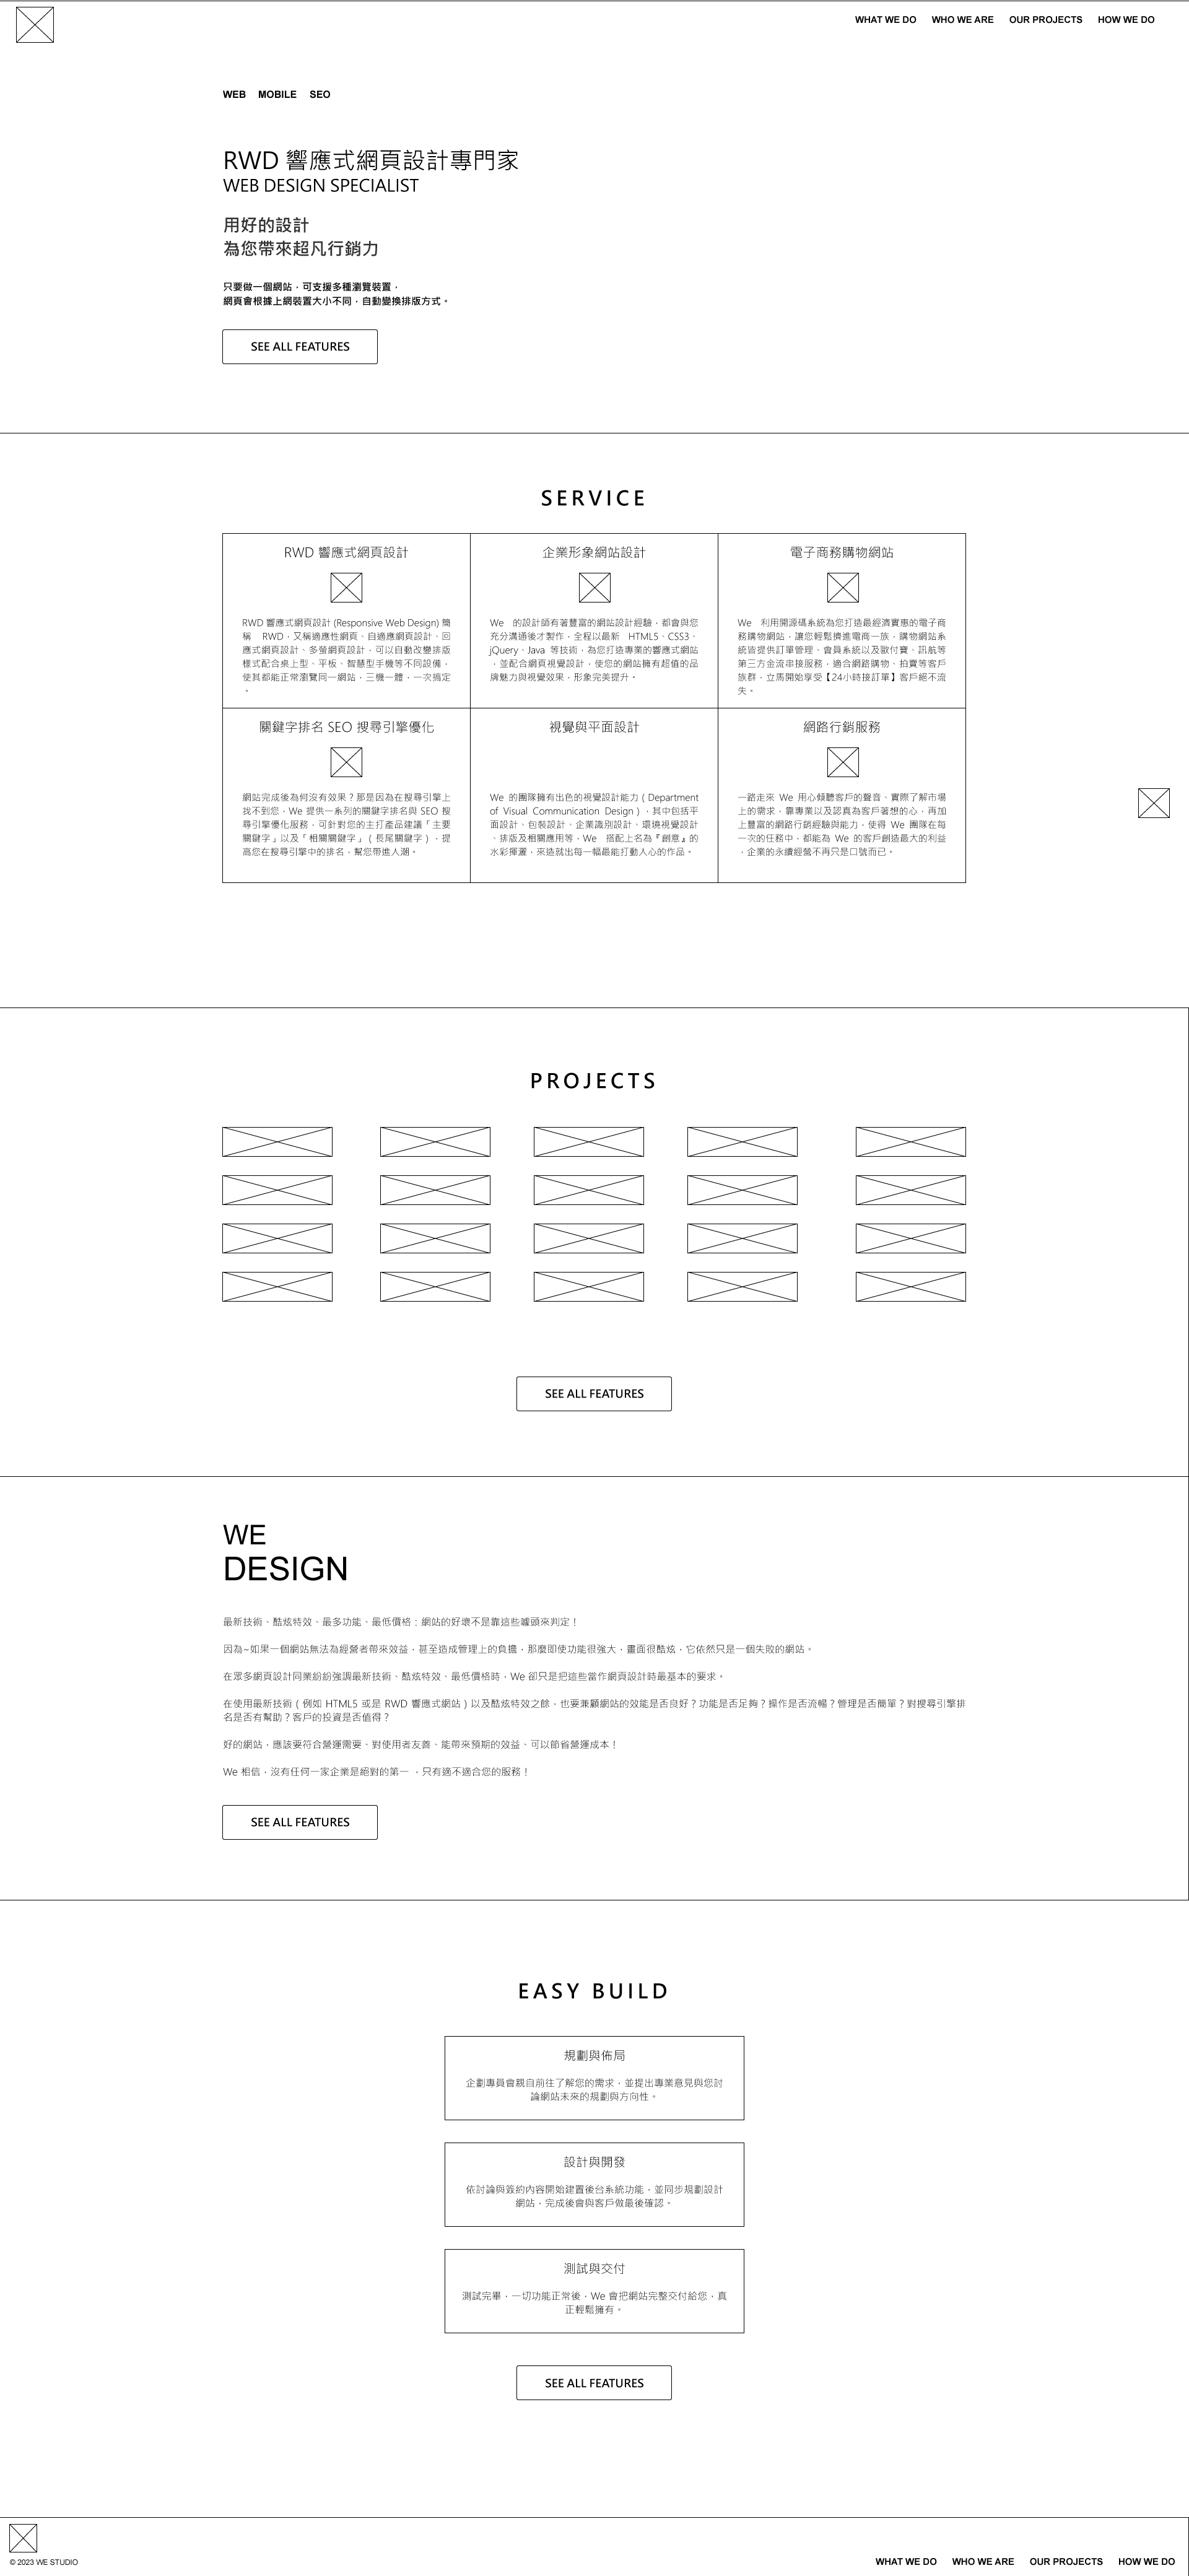 WHAT WE DO WHO WE ARE OUR PROJECTS HOW WE DO
WEB MOBILE SEO
RWD 響應式網頁設計專門家
WEB DESIGN SPECIALIST
用好的設計
為您帶來超凡行銷力
只要做一個網站，可支援多種瀏覽裝置，
網頁會根據上網裝置大小不同，自動變換排版方式。
SEE ALL FEATURES
SERVICE
RWD 響應式網頁設計
RWD 響應式網頁設計 (Responsive Web Design) 簡
稱 RWD，又稱適應性網頁、自適應網頁設計、回
應式網頁設計、多螢網頁設計，可以自動改變排版
樣式配合桌上型、平板、智慧型手機等不同設備，
使其都能正常瀏覽同一網站，三機一體，一次搞定
。
企業形象網站設計
We 的設計師有著豐富的網站設計經驗，都會與您
充分溝通後才製作，全程以最新 HTML5、CSS3、
jQuery、Java 等技術，為您打造專業的響應式網站
，並配合網頁視覺設計，使您的網站擁有超值的品
牌魅力與視覺效果，形象完美提升。
電子商務購物網站
We 利用開源碼系統為您打造最經濟實惠的電子商
務購物網站，讓您輕鬆擠進電商一族，購物網站系
統皆提供訂單管理、會員系統以及歐付寶、訊航等
第三方金流串接服務，適合網路購物、拍賣等客戶
族群，立馬開始享受【24小時接訂單】客戶絕不流
失。
關鍵字排名 SEO 搜尋引擎優化
網站完成後為何沒有效果？那是因為在搜尋引擎上
找不到您，We 提供一系列的關鍵字排名與 SEO 搜
尋引擎優化服務，可針對您的主打產品建議「主要
關鍵字」以及「相關關鍵字」（長尾關鍵字），提
高您在搜尋引擎中的排名，幫您帶進人潮。
視覺與平面設計
We 的團隊擁有出色的視覺設計能力（Department
of Visual Communication Design），其中包括平
面設計、包裝設計、企業識別設計、環境視覺設計
、排版及相關應用等，We 搭配上名為『創意』的
水彩揮灑，來造就出每一幅最能打動人心的作品。
網路行銷服務
一路走來 We 用心傾聽客戶的聲音、實際了解市場
上的需求，靠專業以及認真為客戶著想的心，再加
上豐富的網路行銷經驗與能力，使得 We 團隊在每
一次的任務中，都能為 We 的客戶創造最大的利益
，企業的永續經營不再只是口號而已。
PROJECTS
SEE ALL FEATURES
WE
DESIGN
最新技術、酷炫特效、最多功能、最低價格：網站的好壞不是靠這些噱頭來判定！
因為~如果一個網站無法為經營者帶來效益，甚至造成管理上的負擔，那麼即使功能很強大，畫面很酷炫，它依然只是一個失敗的網站。
在眾多網頁設計同業紛紛強調最新技術、酷炫特效、最低價格時，We 卻只是把這些當作網頁設計時最基本的要求。
在使用最新技術（例如 HTML5 或是 RWD 響應式網站）以及酷炫特效之餘，也要兼顧網站的效能是否良好？功能是否足夠？操作是否流暢？管理是否簡單？對搜尋引擎排
名是否有幫助？客戶的投資是否值得？
好的網站，應該要符合營運需要、對使用者友善、能帶來預期的效益、可以節省營運成本！
We 相信，沒有任何一家企業是絕對的第一 ，只有適不適合您的服務！
SEE ALL FEATURES
EASY BUILD
規劃與佈局
企劃專員會親自前往了解您的需求，並提出專業意見與您討
論網站未來的規劃與方向性。
設計與開發
依討論與簽約內容開始建置後台系統功能，並同步規劃設計
網站，完成後會與客戶做最後確認。
測試與交付
測試完畢，一切功能正常後，We 會把網站完整交付給您，真
正輕鬆擁有。
SEE ALL FEATURES
© 2023 WE STUDIO
WHAT WE DO WHO WE ARE OUR PROJECTS HOW WE DO